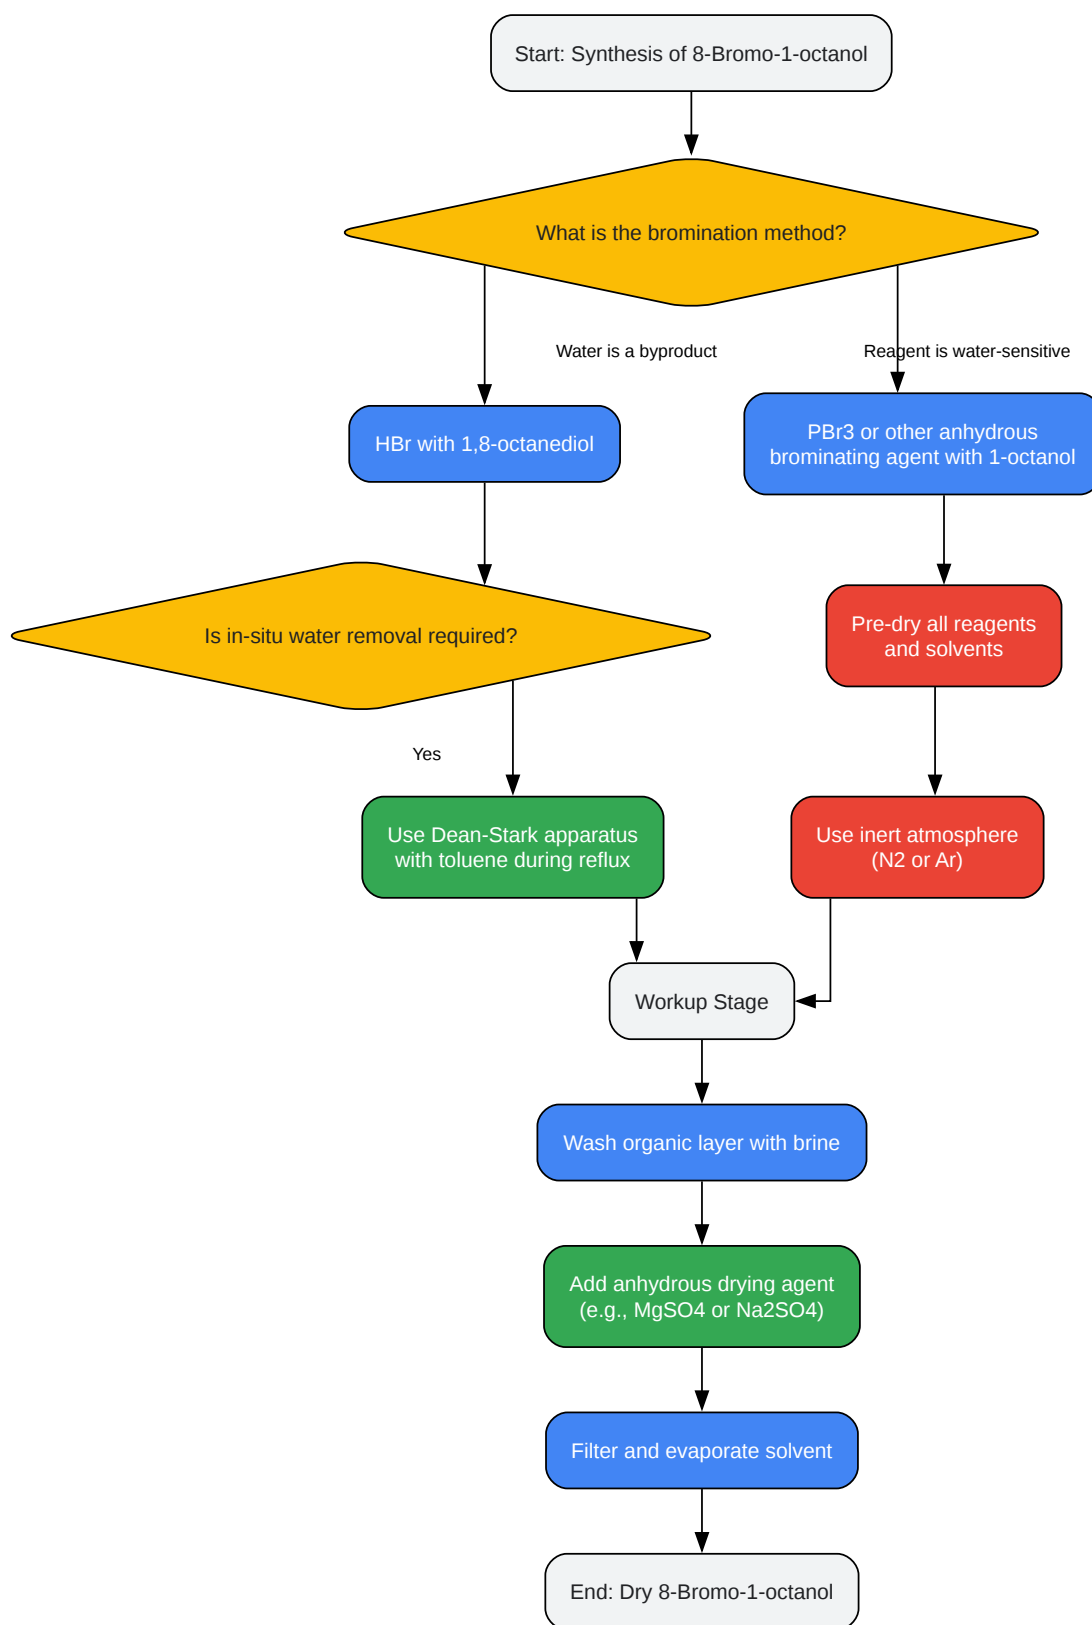 Start: Synthesis of 8-Bromo-1-octanol
What is the bromination method?
Water is a byproduct
Reagent is water-sensitive
HBr with 1,8-octanediol
PBr3 or other anhydrous
brominating agent with 1-octanol
Is in-situ water removal required?
Pre-dry all reagents
and solvents
Yes
Use Dean-Stark apparatus
with toluene during reflux
Use inert atmosphere
(N2 or Ar)
Workup Stage
Wash organic layer with brine
Add anhydrous drying agent
(e.g., MgSO4 or Na2SO4)
Filter and evaporate solvent
End: Dry 8-Bromo-1-octanol